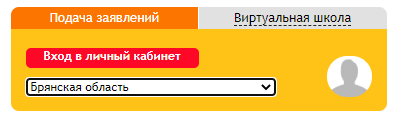 Подача заявлений
Виртуальная школа
Вход в личный кабинет
Брянская область